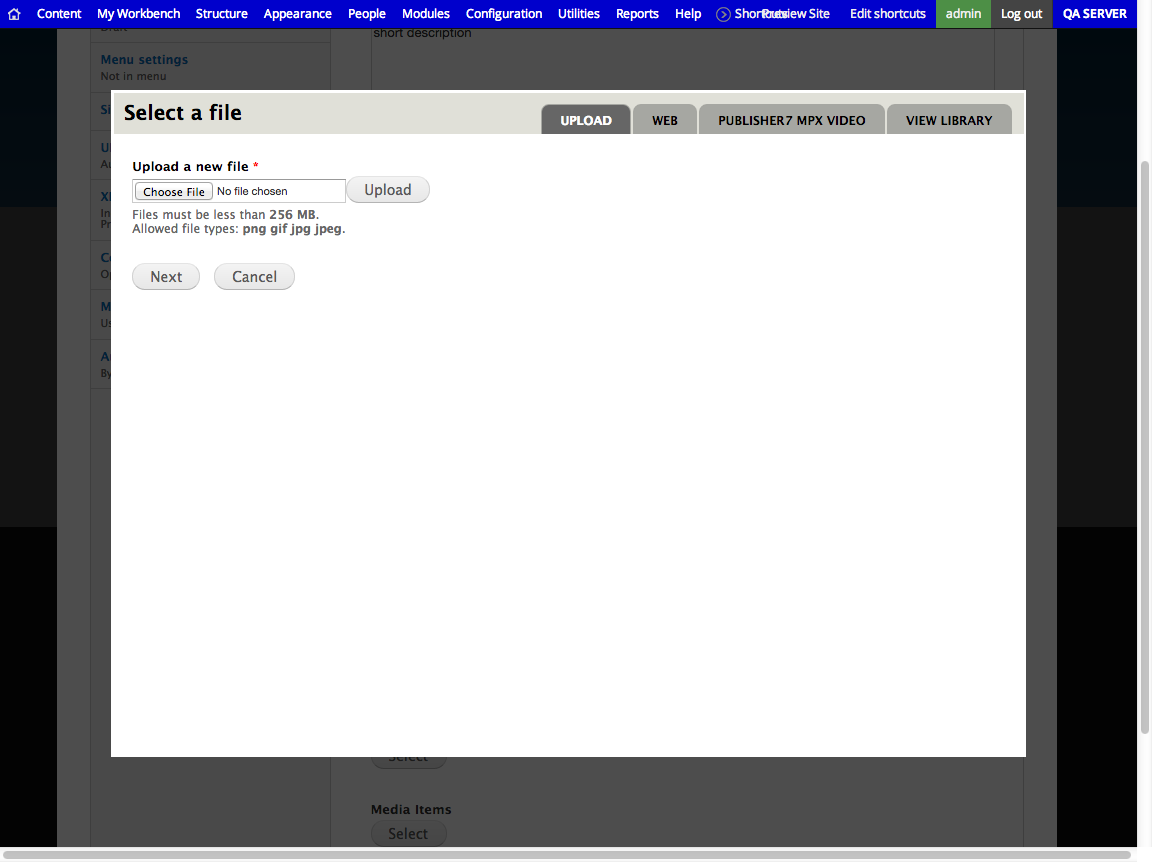 Content My Workbench Structure Appearance People Modules Configuration Utilities Reports Help Shortcuts Preview Site Edit shortcuts admin Log out QA SERVER
Draft
short description
Menu settings
Not in menu
Select a file
UPLOAD WEB PUBLISHER7 MPX VIDEO VIEW LIBRARY
Upload a new file *
Choose File No file chosen Upload
Files must be less than 256 MB.
Allowed file types: png gif jpg jpeg.
Next Cancel
Select
Media Items
Select